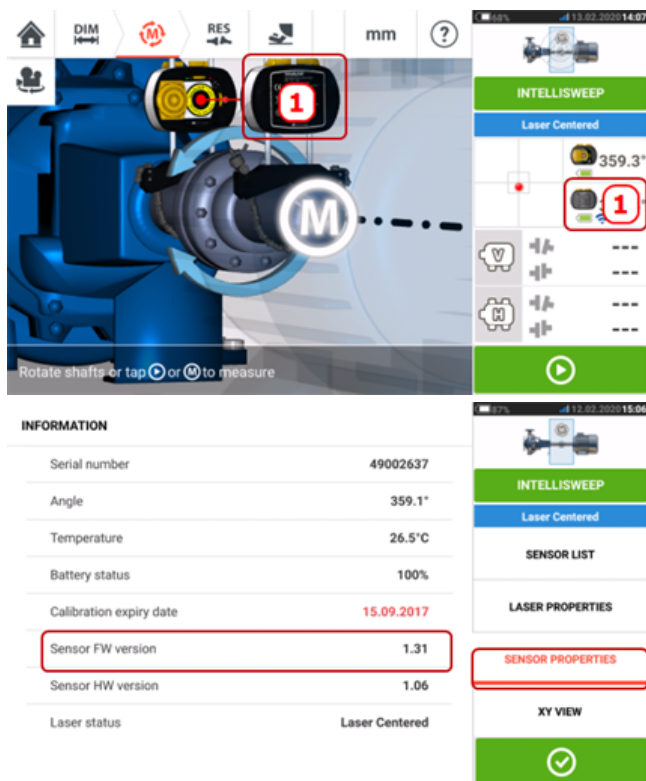 DIM
M
RES
mm
?
68%
13.02.2020 14:07
INTELLISWEEP
Laser Centered
1
359.3°
1
M
V
---
---
H
---
---
Rotate shafts or tap or M to measure
INFORMATION
87%
12.02.2020 15:06
Serial number 49002637
INTELLISWEEP
Angle 359.1°
Laser Centered
Temperature 26.5°C
SENSOR LIST
Battery status 100%
Calibration expiry date 15.09.2017
LASER PROPERTIES
Sensor FW version 1.31
SENSOR PROPERTIES
Sensor HW version 1.06
Laser status Laser Centered
XY VIEW